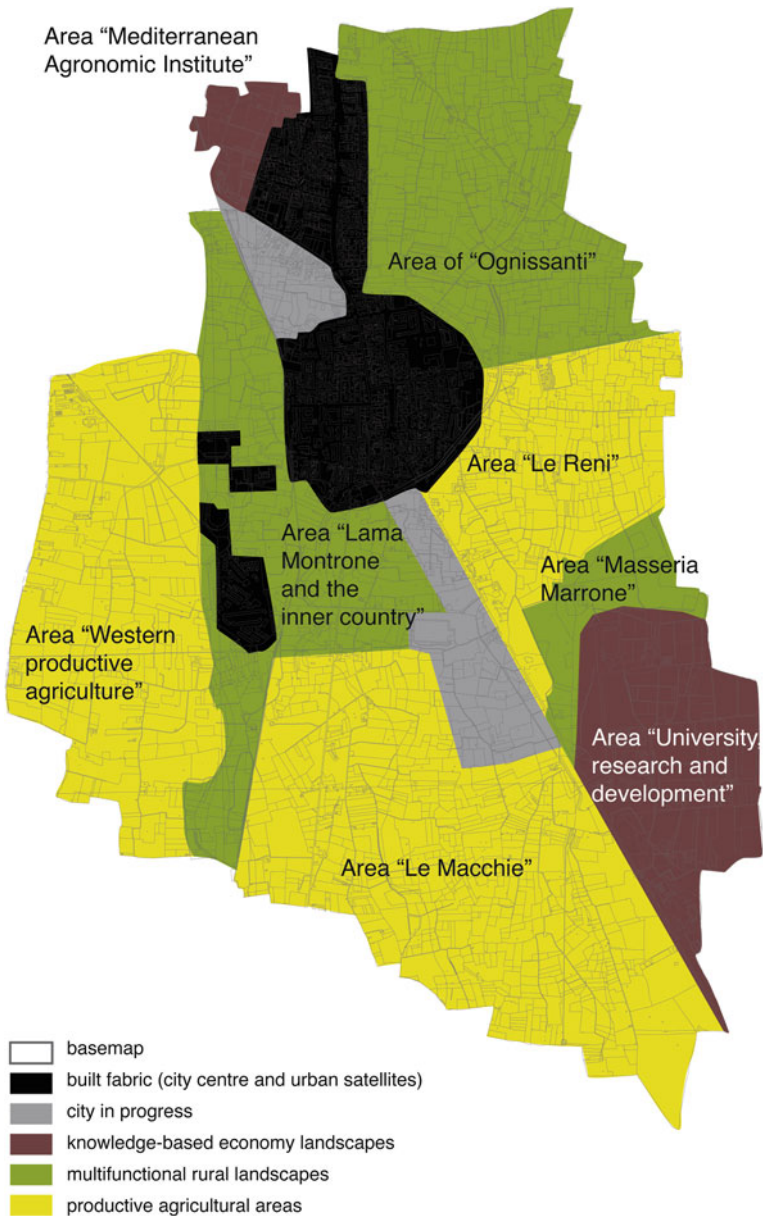 Area “Mediterranean
Agronomic Institute”
Area of “Ognissanti”
Area “Le Reni”
Area “Lama
Montrone
and the
inner country”
Area “Masseria
Marrone”
Area “Western
productive
agriculture”
Area “University,
research and
development”
Area “Le Macchie”
basemap
built fabric (city centre and urban satellites)
city in progress
knowledge-based economy landscapes
multifunctional rural landscapes
productive agricultural areas